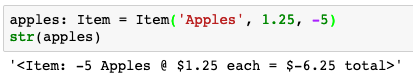 apples: Item = Item('Apples', 1.25, -5)
str(apples)
'<Item: -5 Apples @ $1.25 each = $-6.25 total>'